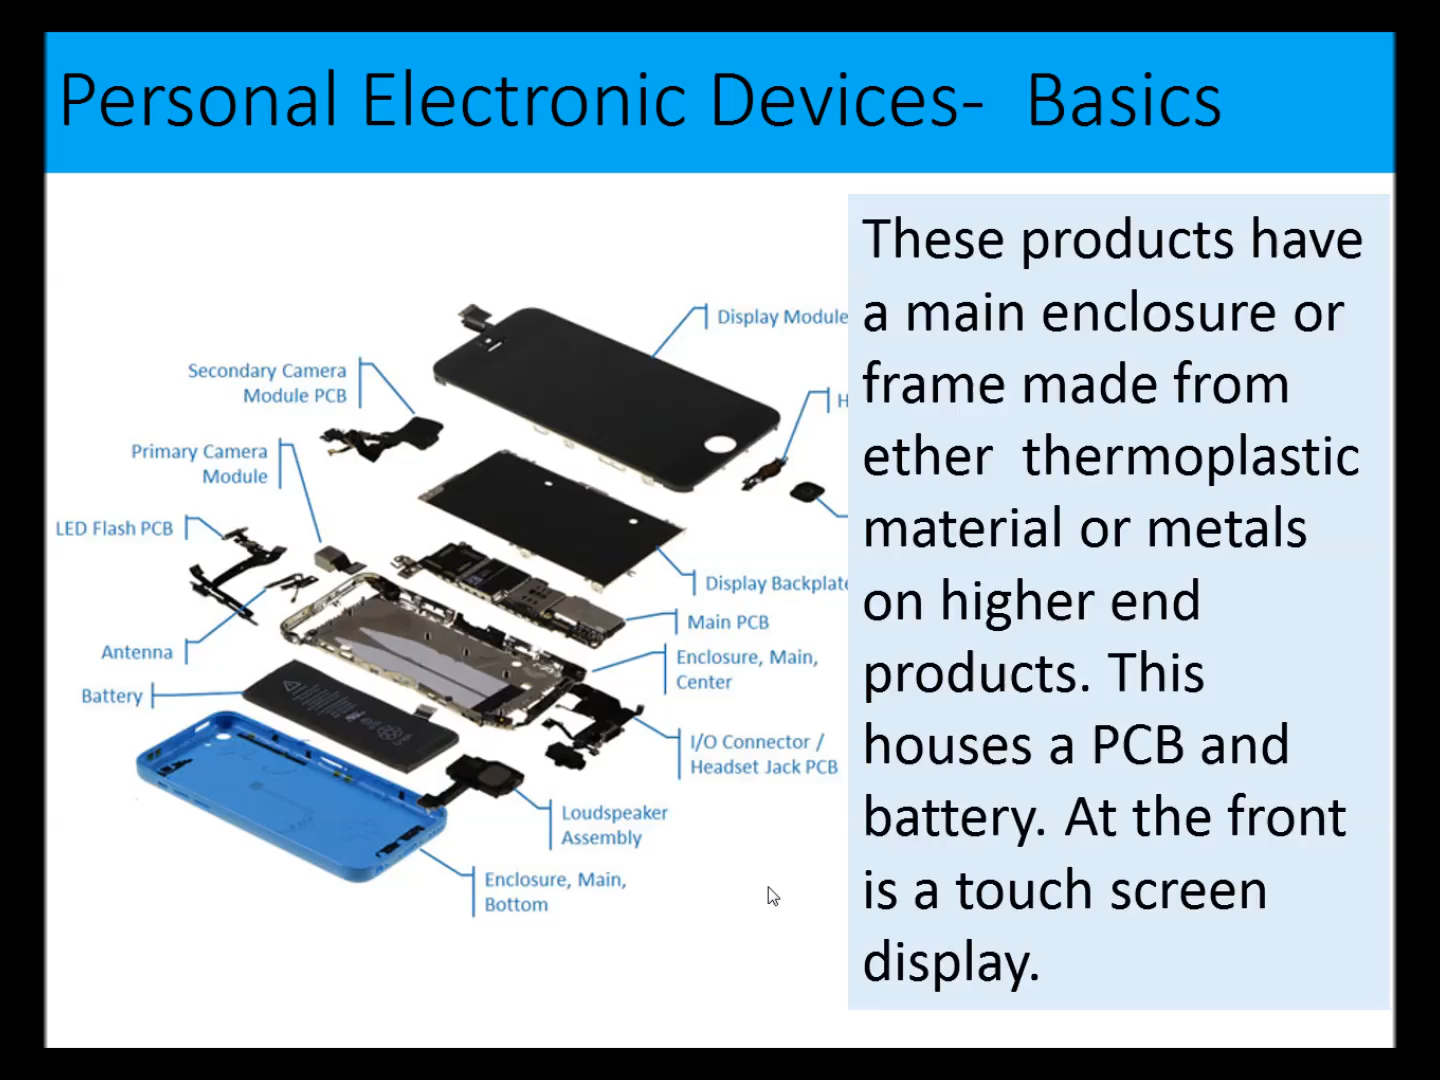 Personal Electronic Devices-  Basics
These products have
a main enclosure or
frame made from
ether  thermoplastic
material or metals
on higher end
products. This
houses a PCB and
battery. At the front
is a touch screen
display.
Display Module
Secondary Camera
Module PCB
Primary Camera
Module
LED Flash PCB
Display Backplate
Main PCB
Antenna
Enclosure, Main,
Center
Battery
I/O Connector /
Headset Jack PCB
Loudspeaker
Assembly
Enclosure, Main,
Bottom